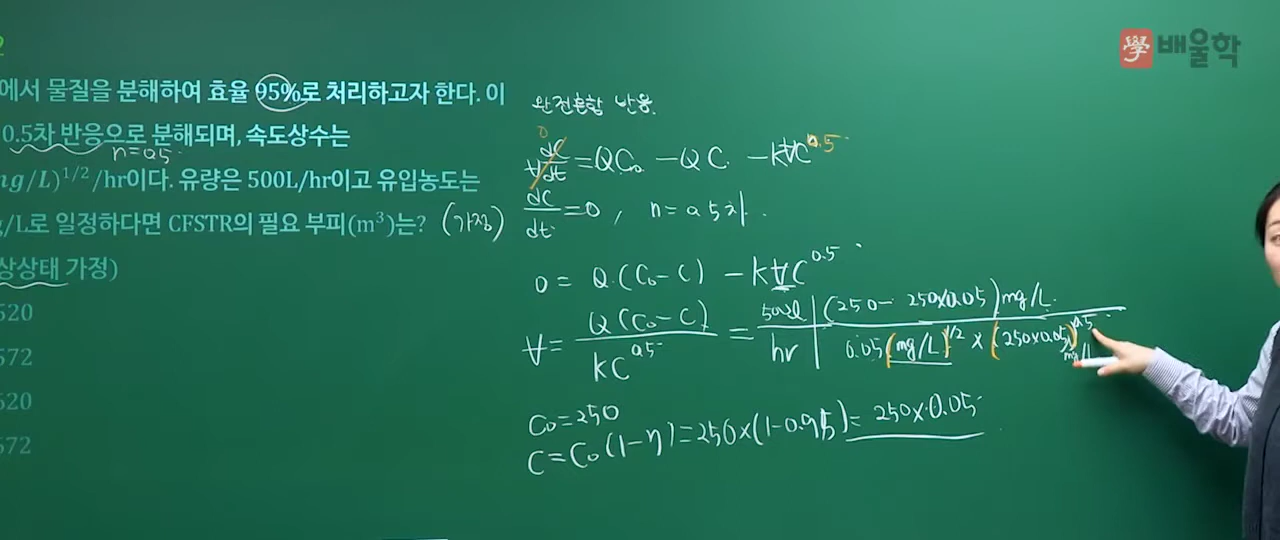 배울학
에서 물질을 분해하여 효율 95%로 처리하고자 한다. 이
0.5차 반응으로 분해되며, 속도상수는
n=0.5
ng/L)^{1/2}/hr이다. 유량은 500L/hr이고 유입농도는
g/L로 일정하다면 CFSTR의 필요 부피(m³)는? (가정)
상상태 가정)
520
572
620
572
완전혼합 반응.
0
∀dC/dt = QC₀ - QC - k∀C^{0.5}
dC/dt = 0, n=0.5차.
0 = Q(C₀-C) - k∀C^{0.5}
∀ = Q(C₀-C) / kC^{0.5} = 500L/hr | (250-250×0.05)mg/L / 0.05(mg/L)^{1/2} × (250×0.05 mg/L)^{0.5}
C₀=250
C=C₀(1-η)=250×(1-0.95)=250×0.05